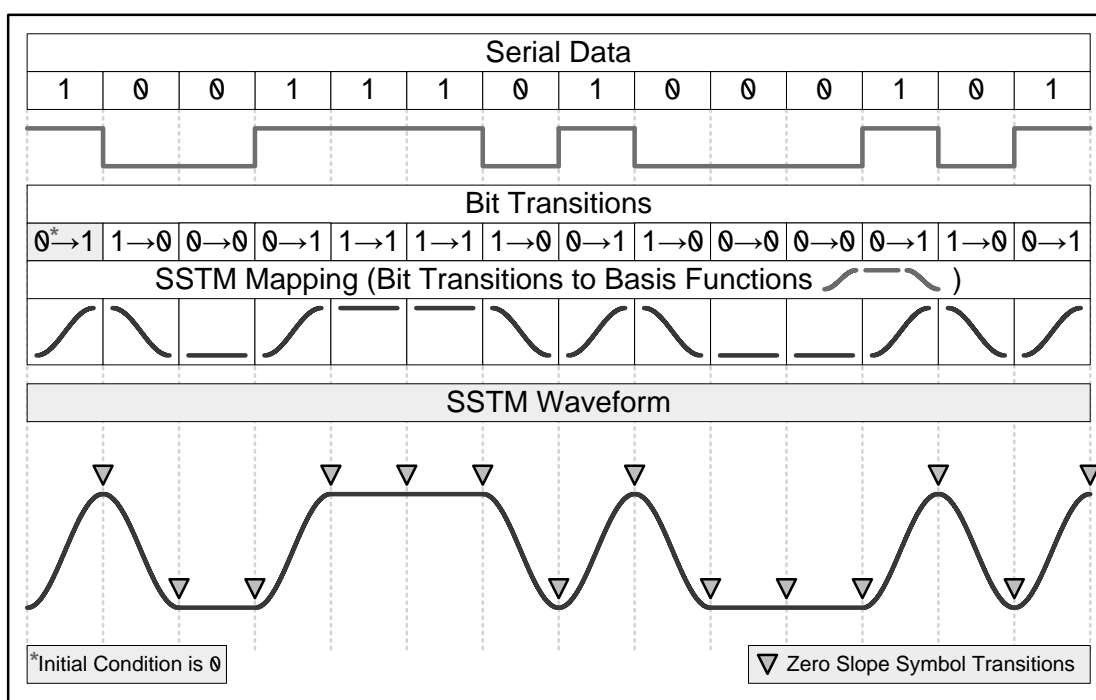 Serial Data
1 0 0 1 1 1 0 1 0 0 0 1 0 1
Bit Transitions
0*→1 1→0 0→0 0→1 1→1 1→1 1→0 0→1 1→0 0→0 0→0 0→1 1→0 0→1
SSTM Mapping (Bit Transitions to Basis Functions )
SSTM Waveform
*Initial Condition is 0
Zero Slope Symbol Transitions